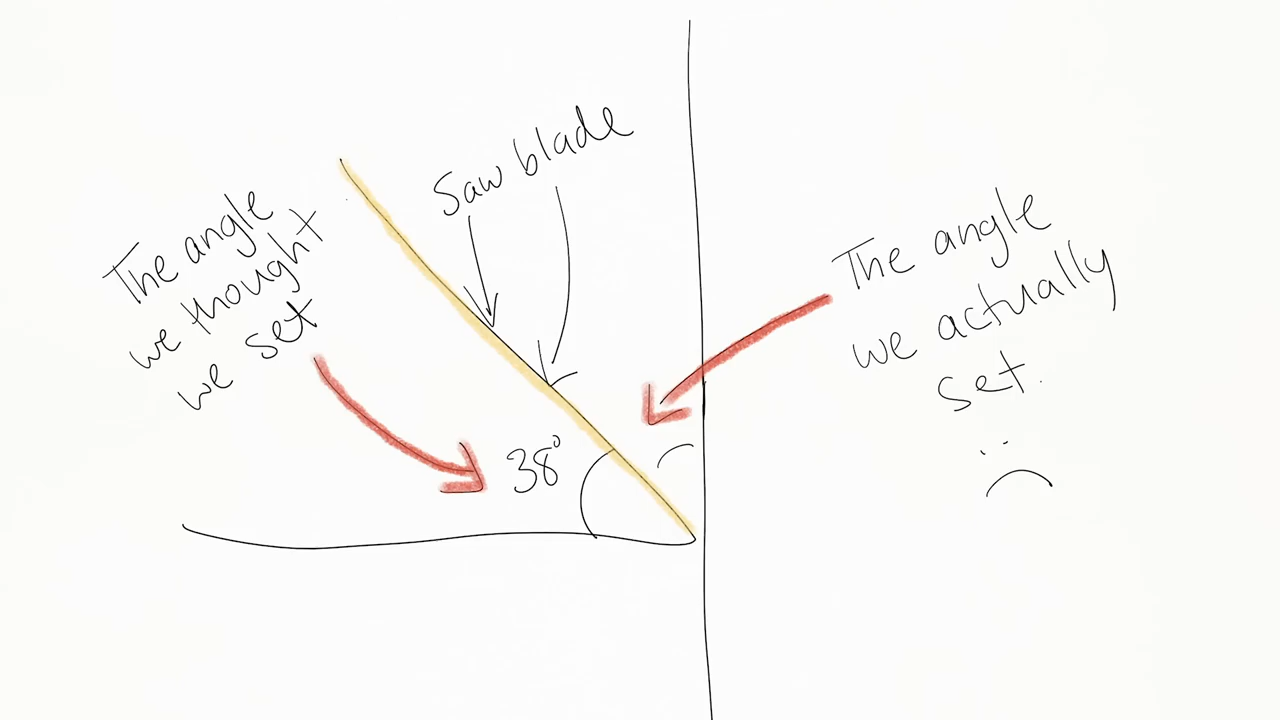 Saw blade
The angle
we thought
we set
38°
The angle
we actually
set.